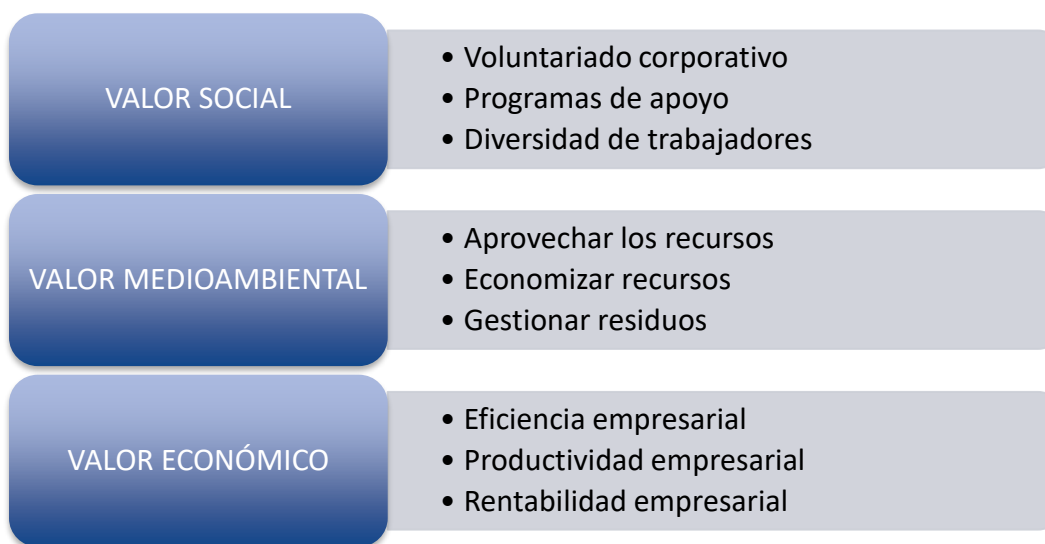 VALOR SOCIAL
• Voluntariado corporativo
• Programas de apoyo
• Diversidad de trabajadores
VALOR MEDIOAMBIENTAL
• Aprovechar los recursos
• Economizar recursos
• Gestionar residuos
VALOR ECONÓMICO
• Eficiencia empresarial
• Productividad empresarial
• Rentabilidad empresarial